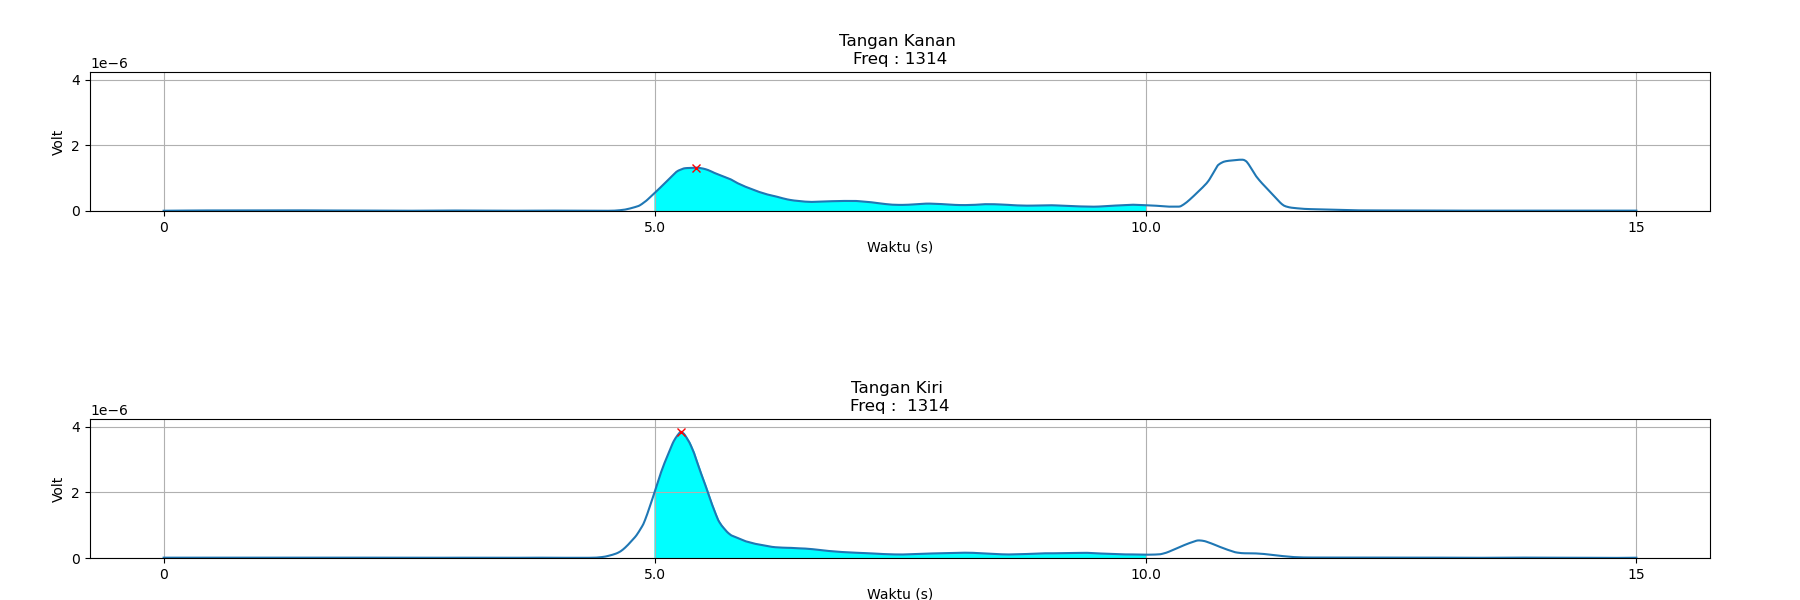 Tangan Kanan
Freq : 1314
1e−6
4
2
0
Volt
0 5.0 10.0 15
Waktu (s)
Tangan Kiri
Freq :  1314
1e−6
4
2
0
Volt
0 5.0 10.0 15
Waktu (s)